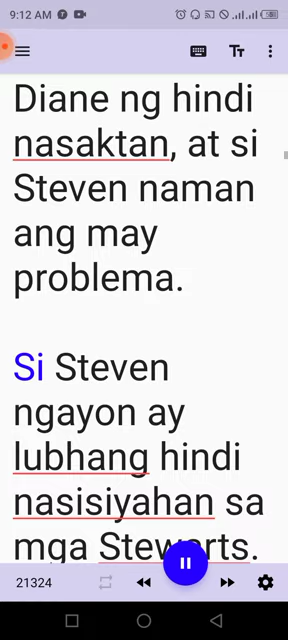 9:12 AM
Diane ng hindi
nasaktan, at si
Steven naman
ang may
problema.
Si Steven
ngayon ay
lubhang hindi
nasisiyahan sa
mga Stewarts.
21324